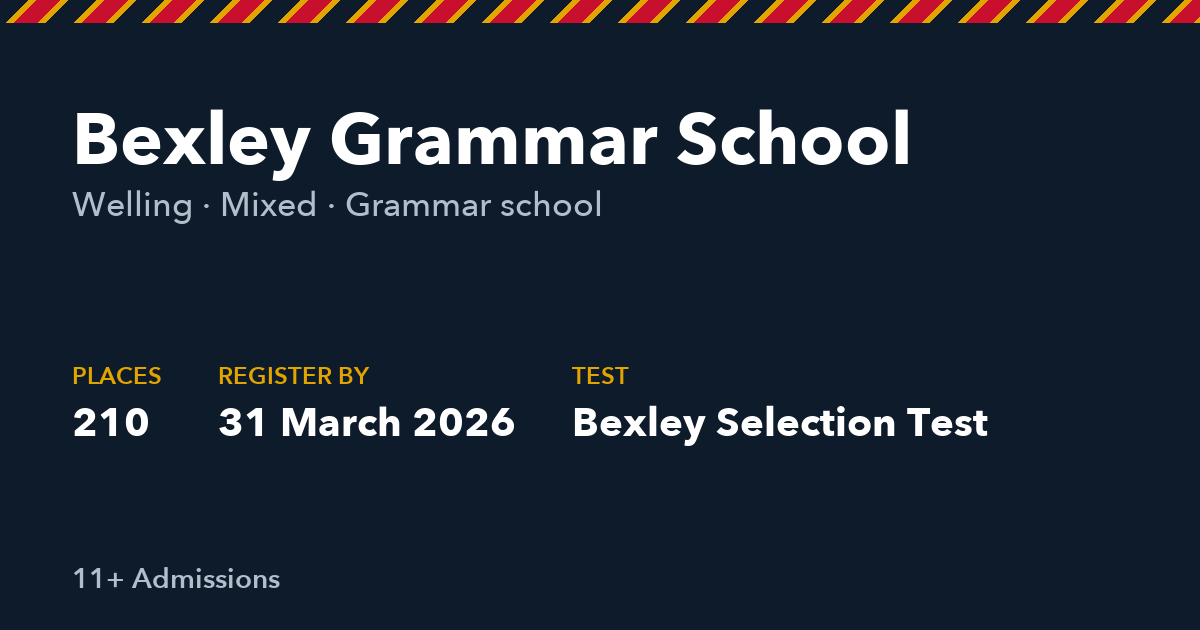 Bexley Grammar School
Welling · Mixed · Grammar school
PLACES REGISTER BY TEST
210 31 March 2026 Bexley Selection Test
11+ Admissions